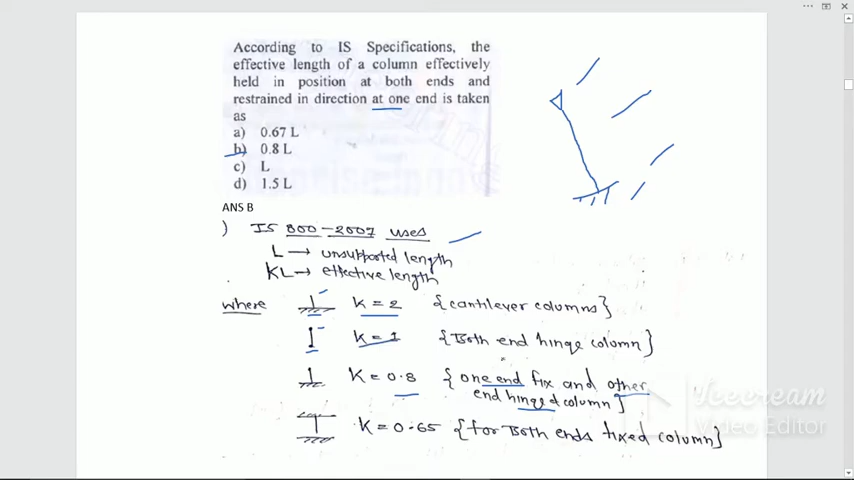 According to IS Specifications, the
effective length of a column effectively
held in position at both ends and
restrained in direction at one end is taken
as
a) 0.67 L
b) 0.8 L
c) L
d) 1.5 L
ANS B
) IS 800-2007 uses
L → unsupported length
KL → effective length
where K = 2 {cantilever columns}
K = 1 {Both end hinge column}
K = 0.8 {one end fix and other
end hinged column}
K = 0.65 {for Both ends fixed column}
Icecream
Video Editor